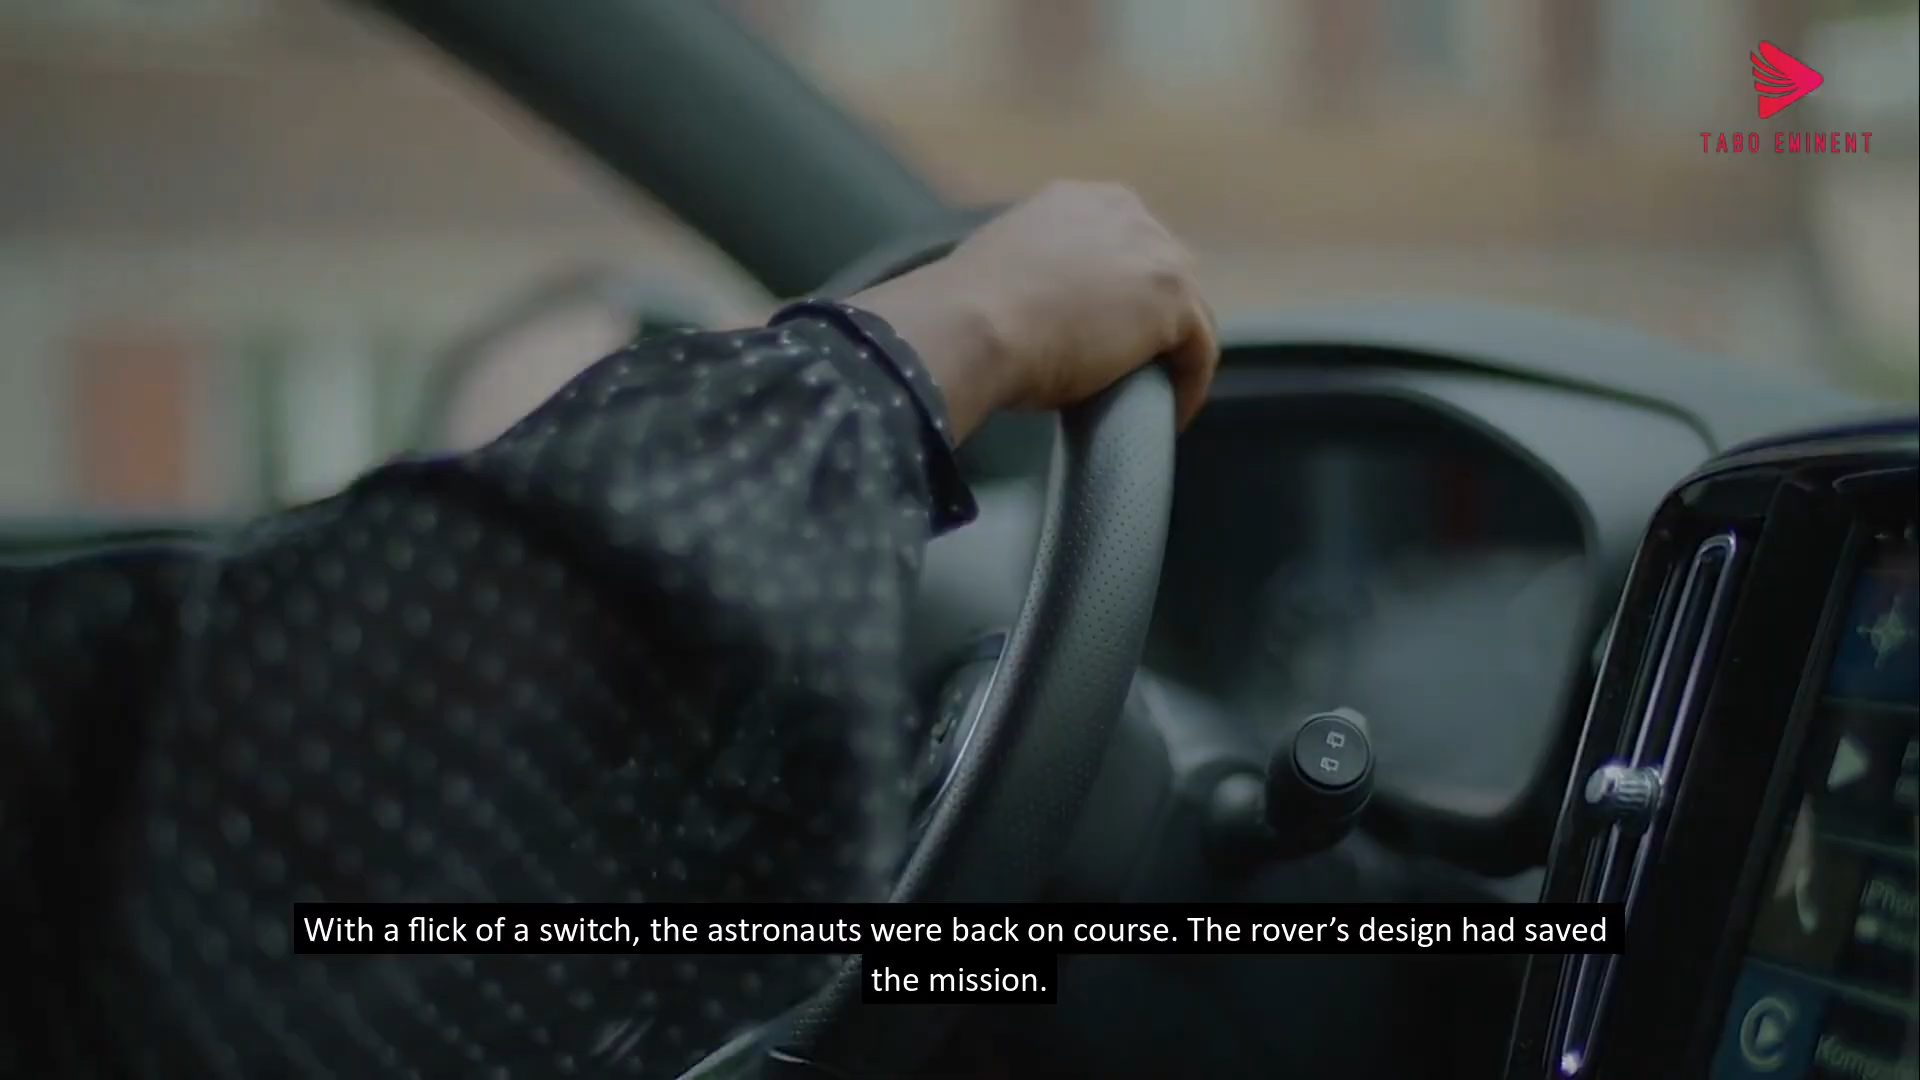 TABO EMINENT
With a flick of a switch, the astronauts were back on course. The rover’s design had saved
the mission.